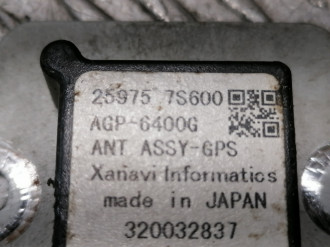 25975 7S600
AGP-6400G
ANT ASSY-GPS
Xanavi Informatics
made in JAPAN
320032837